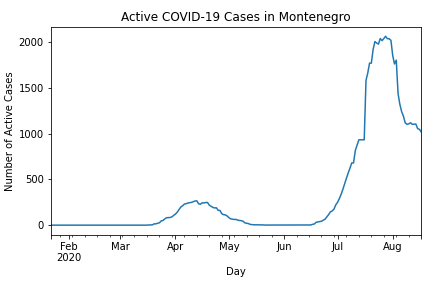 Active COVID-19 Cases in Montenegro
Number of Active Cases
2000
1500
1000
500
0
Feb Mar Apr May Jun Jul Aug
2020
Day